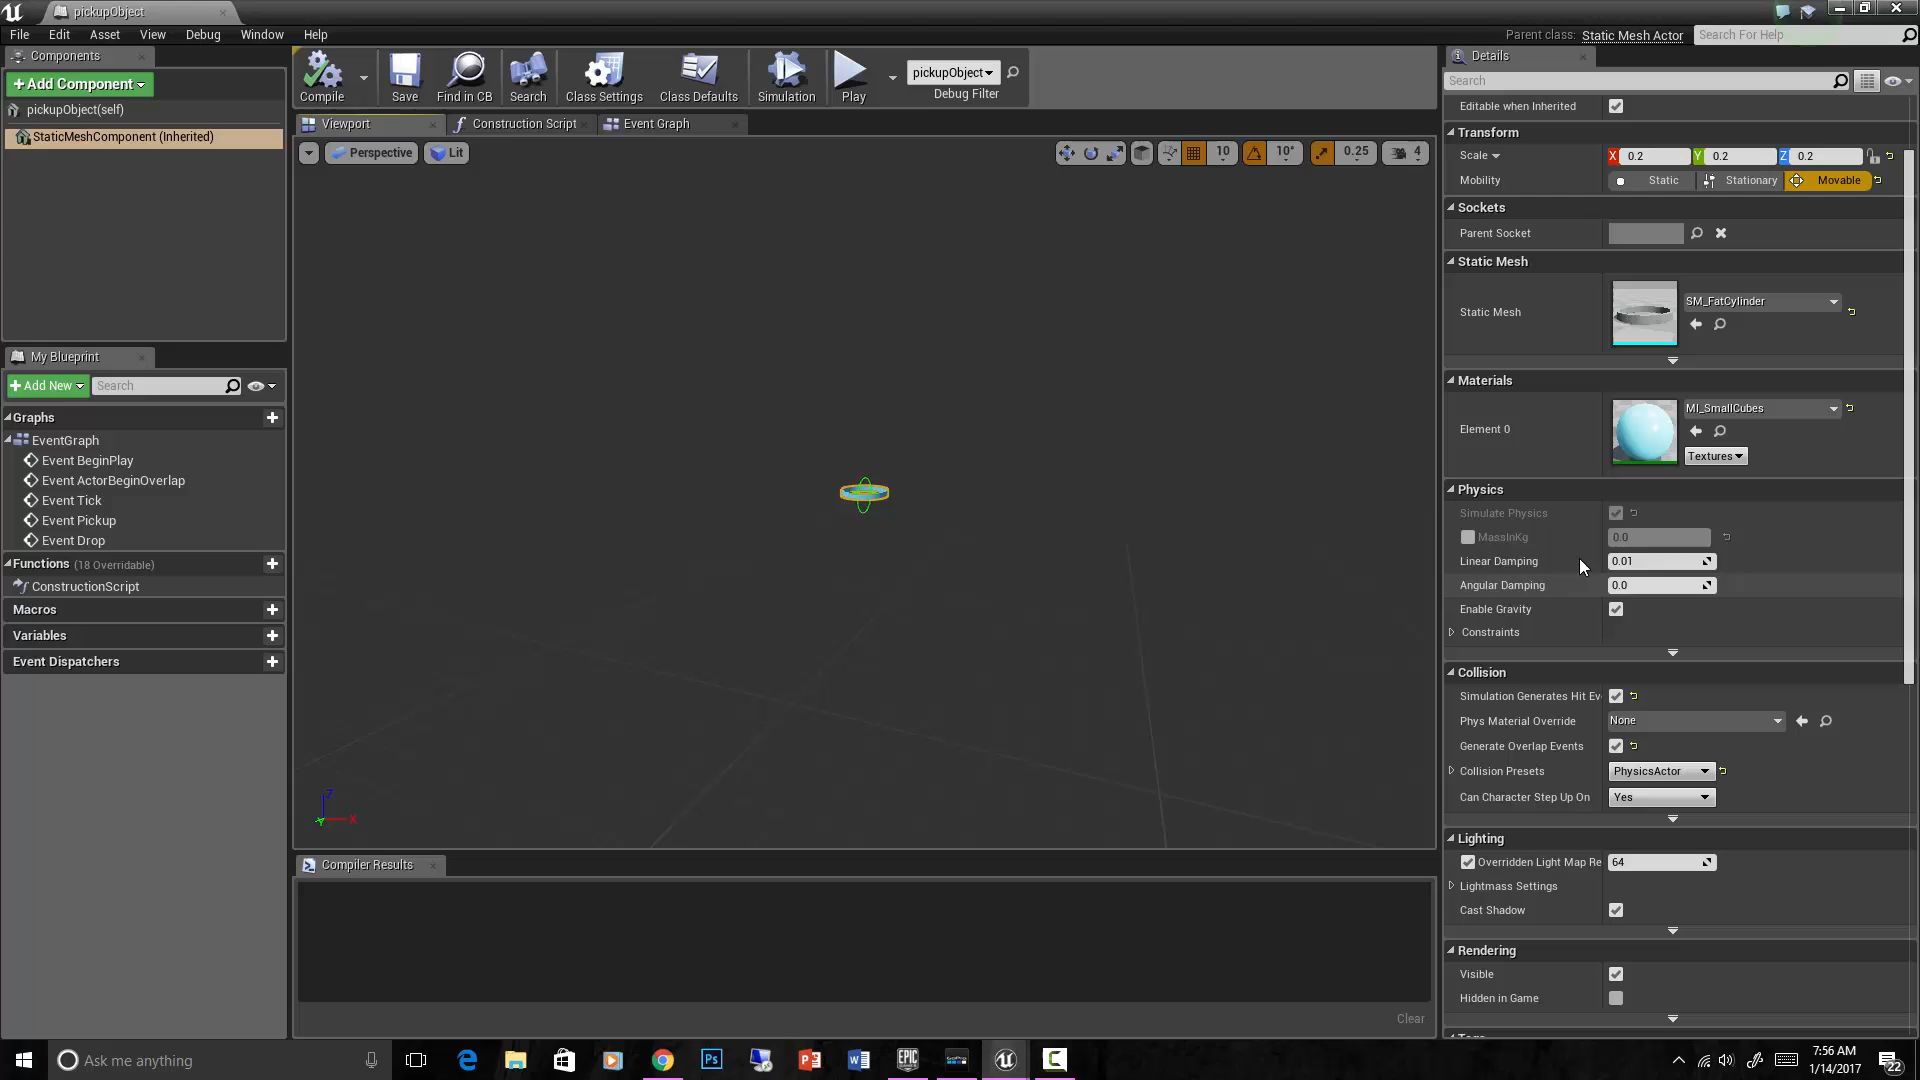 pickupObject
File Edit Asset View Debug Window Help
Parent class: Static Mesh Actor
Search For Help
Components
+Add Component
pickupObject(self)
StaticMeshComponent (Inherited)
Compile Save Find in CB Search Class Settings Class Defaults Simulation Play
pickupObject
Debug Filter
Viewport Construction Script Event Graph
Perspective Lit
10 10° 0.25 4
X Y Z
My Blueprint
+Add New Search
Graphs
EventGraph
Event BeginPlay
Event ActorBeginOverlap
Event Tick
Event Pickup
Event Drop
Functions (18 Overridable)
ConstructionScript
Macros
Variables
Event Dispatchers
Compiler Results
Clear
Details
Search
Editable when Inherited
Transform
Scale X 0.2 Y 0.2 Z 0.2
Mobility Static Stationary Movable
Sockets
Parent Socket
Static Mesh
Static Mesh SM_FatCylinder
Materials
Element 0 MI_SmallCubes
Textures
Physics
Simulate Physics
MassInKg 0.0
Linear Damping 0.01
Angular Damping 0.0
Enable Gravity
Constraints
Collision
Simulation Generates Hit Ev
Phys Material Override None
Generate Overlap Events
Collision Presets PhysicsActor
Can Character Step Up On Yes
Lighting
Overridden Light Map Re 64
Lightmass Settings
Cast Shadow
Rendering
Visible
Hidden in Game
Ask me anything
EPIC
7:56 AM
1/14/2017
22